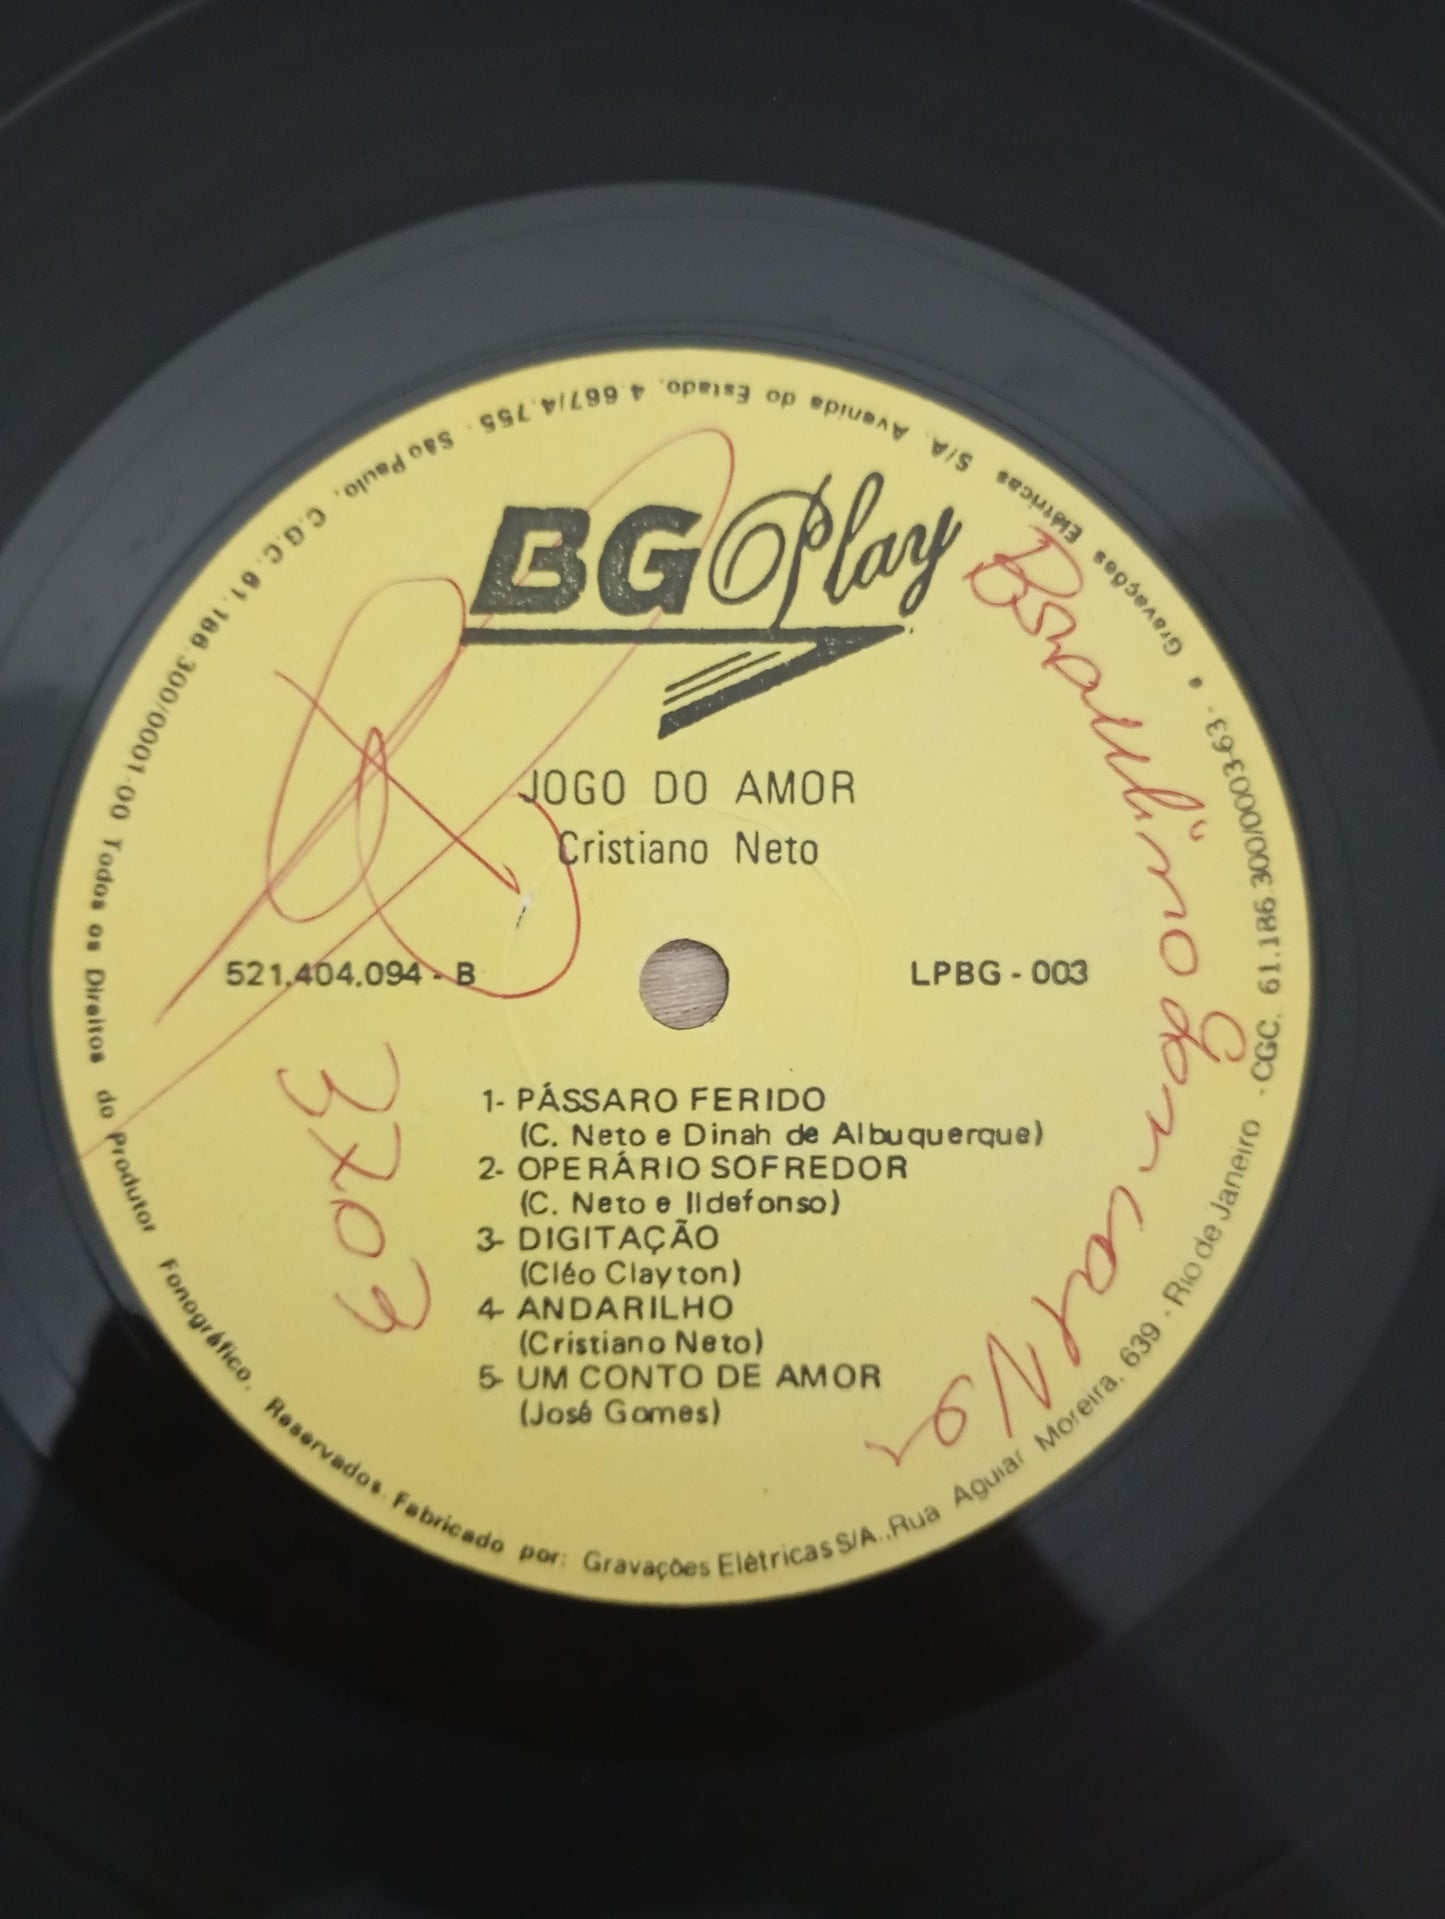 BG Play
JOGO DO AMOR
Cristiano Neto
521.404.094 - B
LPBG - 003
1- PÁSSARO FERIDO
(C. Neto e Dinah de Albuquerque)
2- OPERÁRIO SOFREDOR
(C. Neto e Ildefonso)
3- DIGITAÇÃO
(Cléo Clayton)
4- ANDARILHO
(Cristiano Neto)
5- UM CONTO DE AMOR
(José Gomes)
Gravações Elétricas S/A. Avenida do Estado, 4.667/4.755 - São Paulo, C.G.C. 61.186.300/0001-00 Todos os Direitos do Produtor Fonográfico. Reservados. Fabricado por: Gravações Elétricas S/A., Rua Aguiar Moreira, 639 - Rio de Janeiro - CGC. 61.186.300/0003-63-
3703